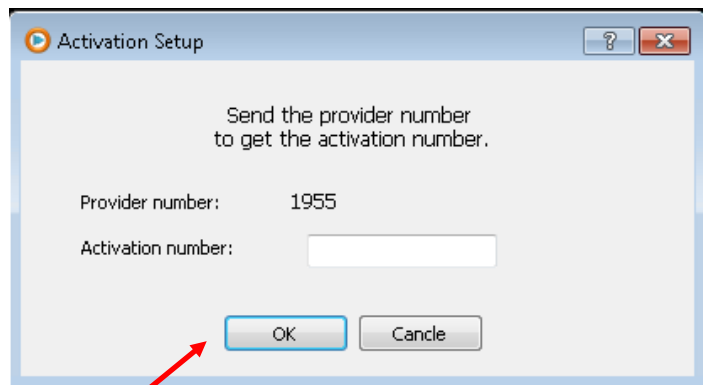 Activation Setup
Send the provider number
to get the activation number.
Provider number: 1955
Activation number:
OK Cancle